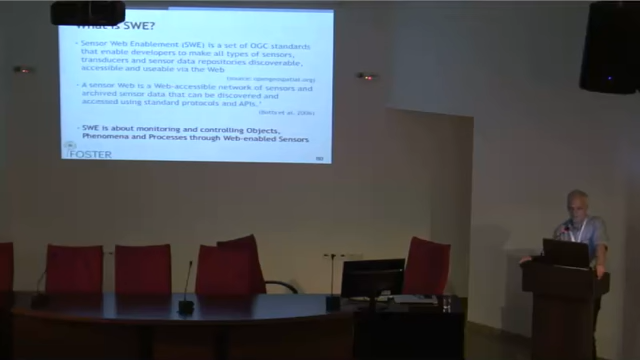 What is SWE?
Sensor Web Enablement (SWE) is a set of OGC standards
that enable developers to make all types of sensors,
transducers and sensor data repositories discoverable,
accessible and useable via the Web
(source: opengeospatial.org)
A sensor Web is a Web-accessible network of sensors and
archived sensor data that can be discovered and
accessed using standard protocols and APIs."
(Botts et al. 2006)
SWE is about monitoring and controlling Objects,
Phenomena and Processes through Web-enabled Sensors
FOSTER